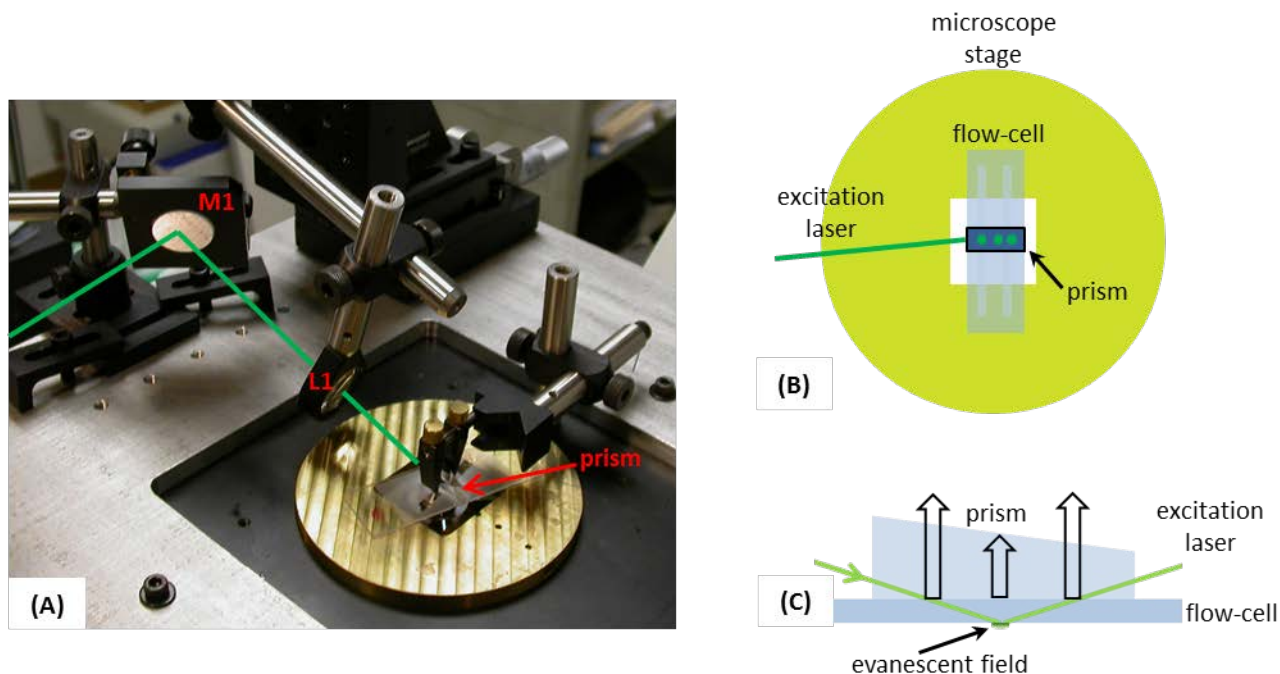 M1
L1
prism
(A)
microscope
stage
flow-cell
excitation
laser
prism
(B)
prism
excitation
laser
(C)
flow-cell
evanescent field